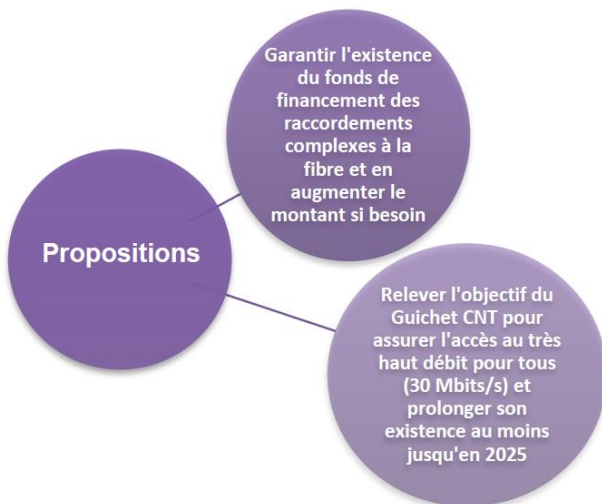 Propositions
Garantir l'existence
du fonds de
financement des
raccordements
complexes à la
fibre et en
augmenter le
montant si besoin
Relever l'objectif du
Guichet CNT pour
assurer l'accès au très
haut débit pour tous
(30 Mbits/s) et
prolonger son
existence au moins
jusqu'en 2025